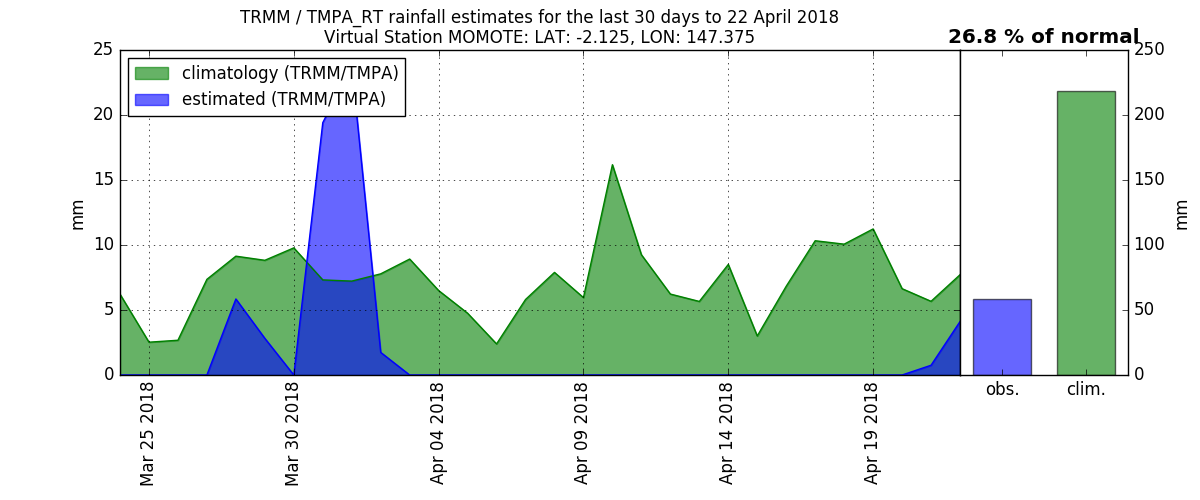 TRMM / TMPA_RT rainfall estimates for the last 30 days to 22 April 2018
Virtual Station MOMOTE: LAT: -2.125, LON: 147.375
26.8 % of normal
climatology (TRMM/TMPA)
estimated (TRMM/TMPA)
25
20
15
10
5
0
mm
250
200
150
100
50
0
mm
Mar 25 2018
Mar 30 2018
Apr 04 2018
Apr 09 2018
Apr 14 2018
Apr 19 2018
obs.
clim.